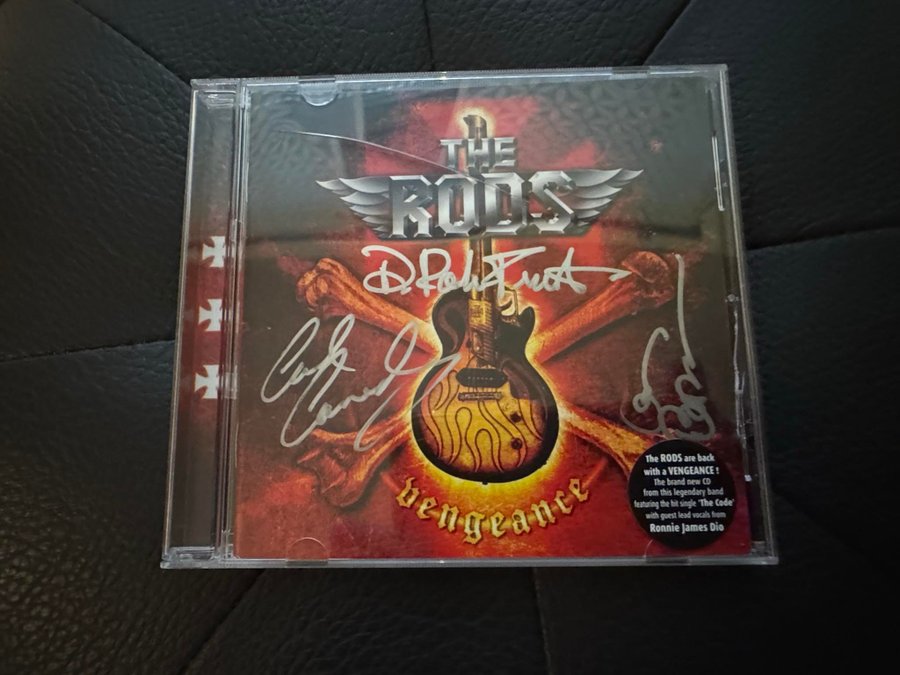 THE
RODS
vengeance
The RODS are back
with a VENGEANCE !
The brand new CD
from this legendary band
featuring the hit single 'The Code'
with guest lead vocals from
Ronnie James Dio